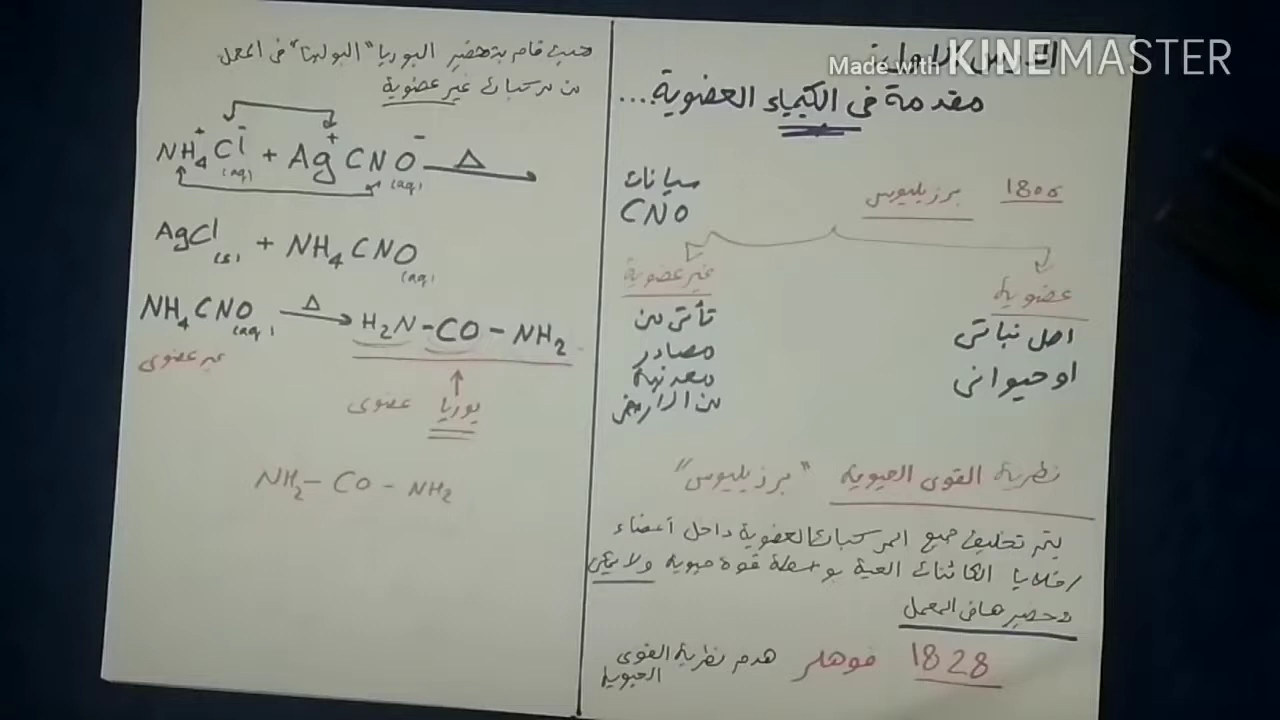 Made with KINEMASTER
الدرس الاول:
مقدمة فى الكيمياء العضوية....
1806 برزيليوس
سيانات
CNO
عضوية
اصل نباتى
او حيوانى
غير عضوية
تأتى من
مصادر
معدنية
من الارض
نظرية القوى الحيوية "برزيليوس"
يتم تخليق جميع المركبات العضوية داخل أعضاء
وخلايا الكائنات الحية بواسطة قوة حيوية ولا يمكن
تحضيرها فى المعمل
1828 فوهلر هدم نظرية القوى
الحيوية
حيث قام بتحضير اليوريا "البولينا" فى المعمل
من مركبات غير عضوية
NH₄⁺Cl⁻(aq) + Ag⁺CNO⁻(aq) Δ→
AgCl(s) + NH₄CNO(aq)
NH₄CNO(aq) Δ→ H₂N-CO-NH₂
غير عضوى
يوريا عضوى
NH₂-CO-NH₂